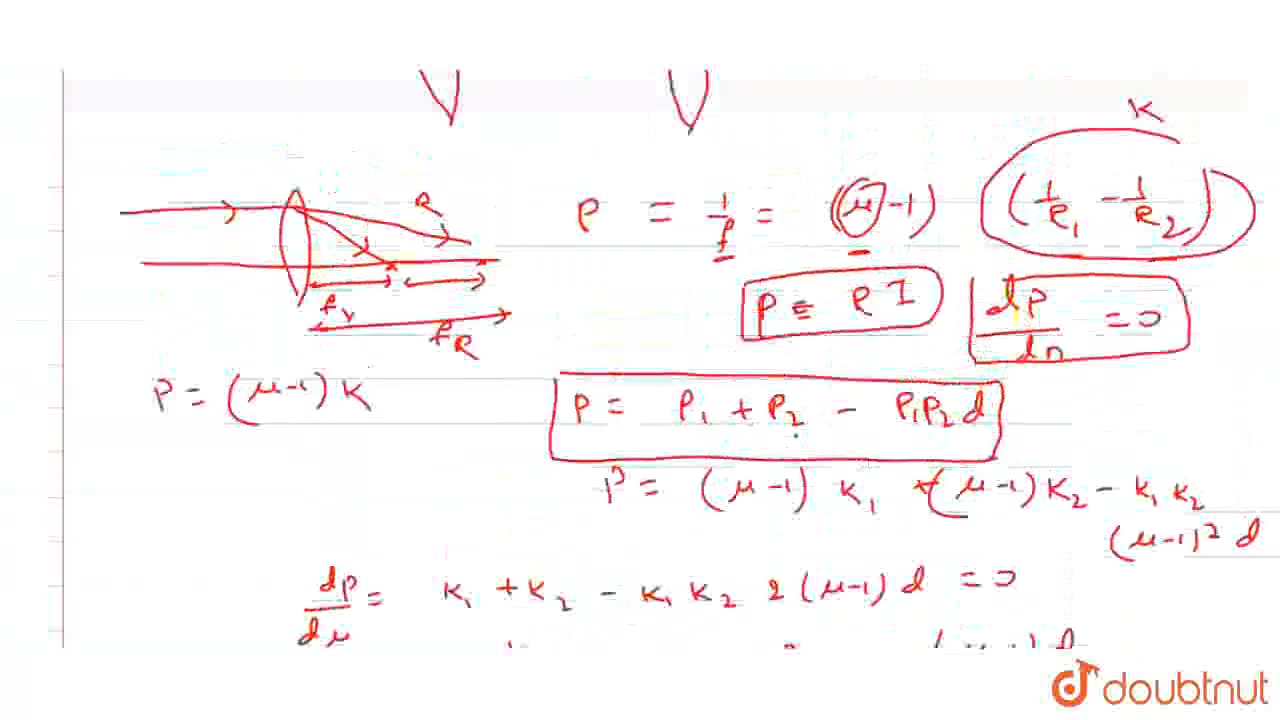 K
P = 1/f = (μ-1) (1/R₁ - 1/R₂)
R
P = PI
dP/dn = 0
fv
fR
P = (μ-1) K
P = P₁ + P₂ - P₁P₂d
P = (μ-1) K₁ + (μ-1) K₂ - K₁ K₂
(μ-1)² d
dP/dμ = K₁ + K₂ - K₁ K₂ 2 (μ-1) d = 0
doubtnut